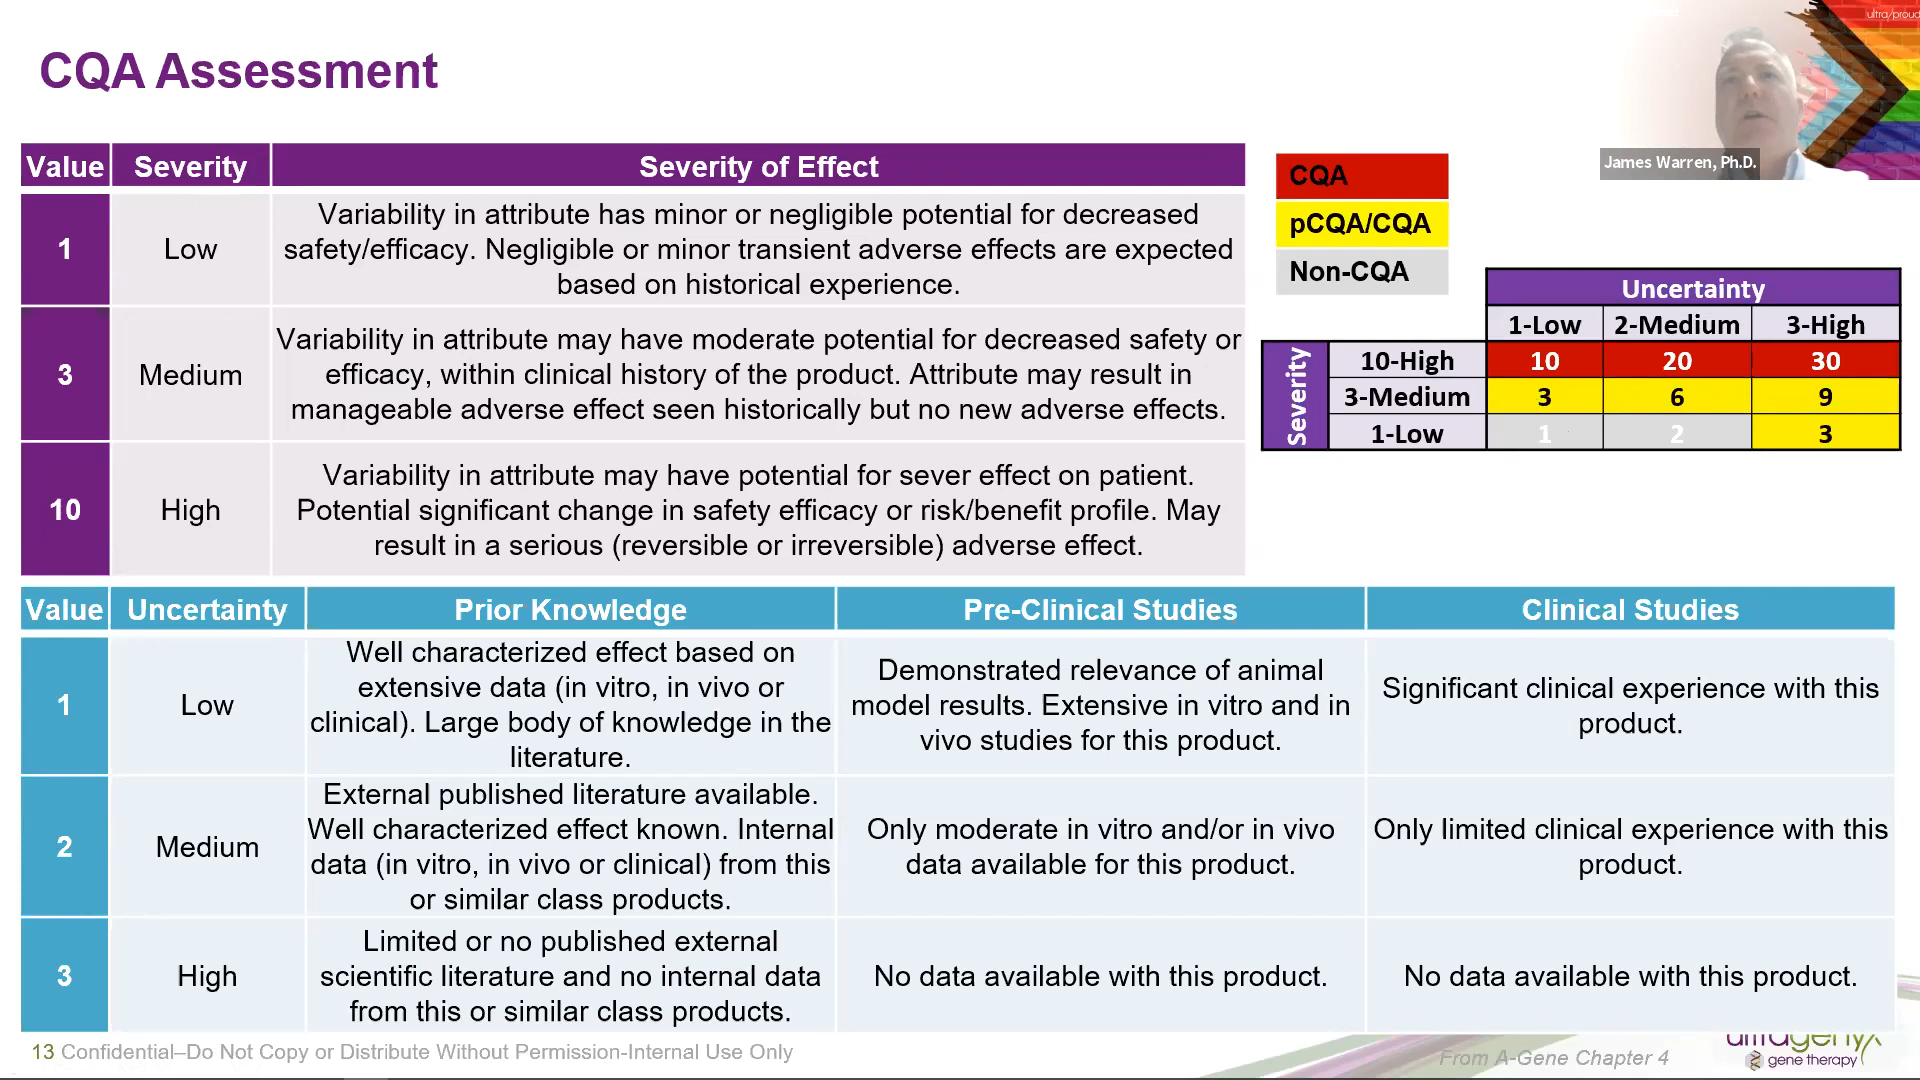 ultra/proud
CQA Assessment
James Warren, Ph.D.
Value Severity Severity of Effect
1 Low Variability in attribute has minor or negligible potential for decreased
safety/efficacy. Negligible or minor transient adverse effects are expected
based on historical experience.
3 Medium Variability in attribute may have moderate potential for decreased safety or
efficacy, within clinical history of the product. Attribute may result in
manageable adverse effect seen historically but no new adverse effects.
10 High Variability in attribute may have potential for sever effect on patient.
Potential significant change in safety efficacy or risk/benefit profile. May
result in a serious (reversible or irreversible) adverse effect.
CQA
pCQA/CQA
Non-CQA
Uncertainty
1-Low 2-Medium 3-High
Severity
10-High 10 20 30
3-Medium 3 6 9
1-Low 1 2 3
Value Uncertainty Prior Knowledge Pre-Clinical Studies Clinical Studies
1 Low Well characterized effect based on
extensive data (in vitro, in vivo or
clinical). Large body of knowledge in the
literature.
Demonstrated relevance of animal
model results. Extensive in vitro and in
vivo studies for this product.
Significant clinical experience with this
product.
2 Medium External published literature available.
Well characterized effect known. Internal
data (in vitro, in vivo or clinical) from this
or similar class products.
Only moderate in vitro and/or in vivo
data available for this product.
Only limited clinical experience with this
product.
3 High Limited or no published external
scientific literature and no internal data
from this or similar class products.
No data available with this product.
No data available with this product.
13 Confidential–Do Not Copy or Distribute Without Permission-Internal Use Only
From A-Gene Chapter 4
ultragenyx
gene therapy